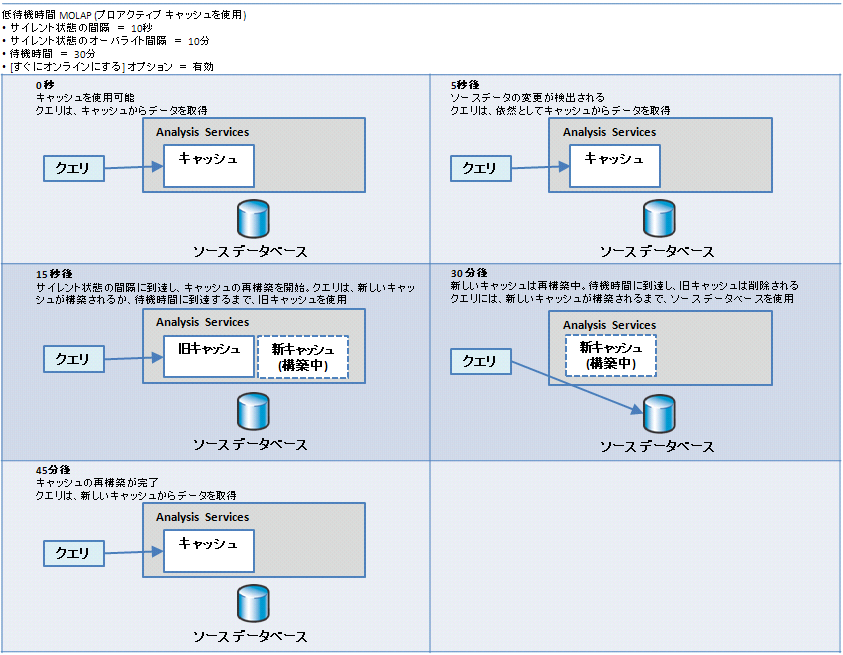 低待機時間 MOLAP (プロアクティブ キャッシュを使用)
• サイレント状態の間隔 = 10秒
• サイレント状態のオーバライト間隔 = 10分
• 待機時間 = 30分
• [すぐにオンラインにする] オプション = 有効
0 秒
キャッシュを使用可能
クエリは、キャッシュからデータを取得
Analysis Services
クエリ
キャッシュ
ソース データベース
5秒後
ソースデータの変更が検出される
クエリは、依然としてキャッシュからデータを取得
Analysis Services
クエリ
キャッシュ
ソース データベース
15 秒後
サイレント状態の間隔に到達し、キャッシュの再構築を開始。クエリは、新しいキャッ
シュが構築されるか、待機時間に到達するまで、旧キャッシュを使用
Analysis Services
クエリ
旧キャッシュ
新キャッシュ
(構築中)
ソース データベース
30 分後
新しいキャッシュは再構築中。待機時間に到達し、旧キャッシュは削除される
クエリには、新しいキャッシュが構築されるまで、ソース データベースを使用
Analysis Services
クエリ
新キャッシュ
(構築中)
ソース データベース
45分後
キャッシュの再構築が完了
クエリは、新しいキャッシュからデータを取得
Analysis Services
クエリ
キャッシュ
ソース データベース